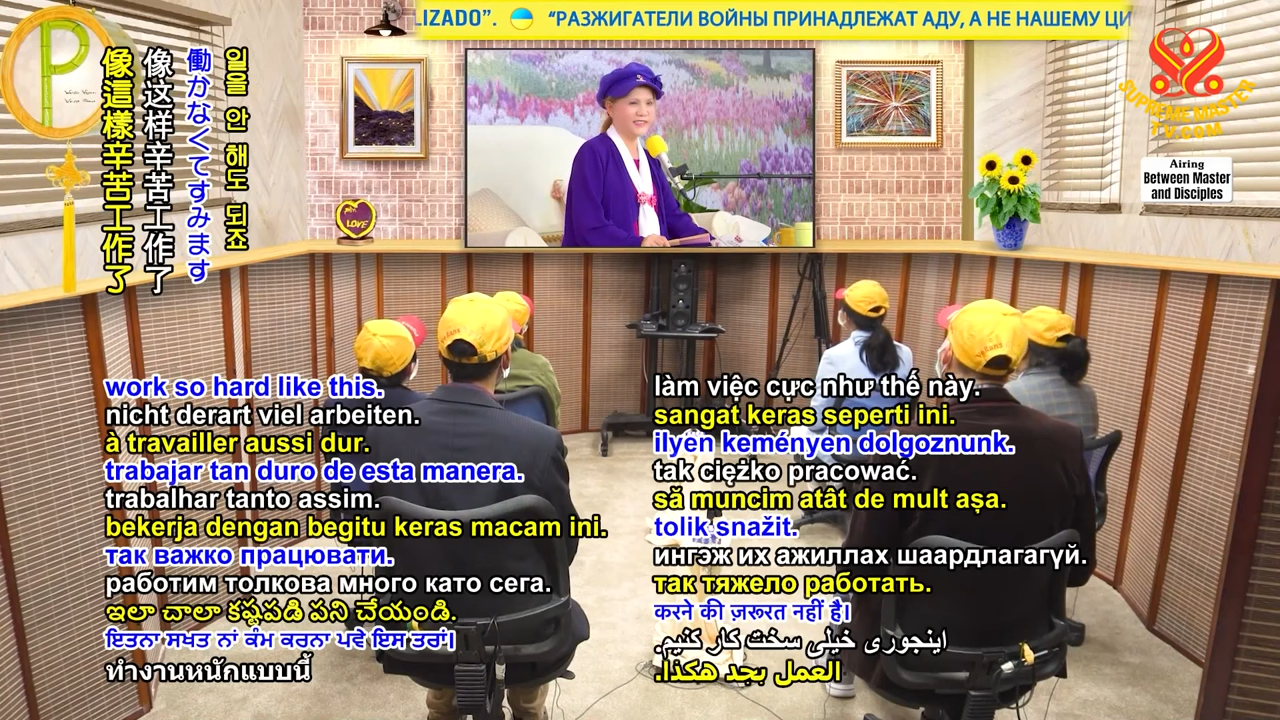 LIZADO”. “РАЗЖИГАТЕЛИ ВОЙНЫ ПРИНАДЛЕЖАТ АДУ, А НЕ НАШЕМУ ЦИ
SUPREME MASTER
TV.COM
Airing
Between Master
and Disciples
LOVE
일을 안 해도 되죠
働かなくてすみます
像这样辛苦工作了
像這樣辛苦工作了
work so hard like this.
nicht derart viel arbeiten.
à travailler aussi dur.
trabajar tan duro de esta manera.
trabalhar tanto assim.
bekerja dengan begitu keras macam ini.
так важко працювати.
работим толкова много като сега.
ఇలా చాలా కష్టపడి పని చేయండి.
ਇਤਨਾ ਸਖਤ ਨਾਂ ਕੰਮ ਕਰਨਾ ਪਵੇ ਇਸ ਤਰਾਂ।
ทำงานหนักแบบนี้
làm việc cực như thế này.
sangat keras seperti ini.
ilyen keményen dolgoznunk.
tak ciężko pracować.
să muncim atât de mult așa.
tolik snažit.
ингэж их ажиллах шаардлагагүй.
так тяжело работать.
करने की ज़रूरत नहीं है।
اینجوری خیلی سخت کار کنیم.
العمل بجد هكذا.